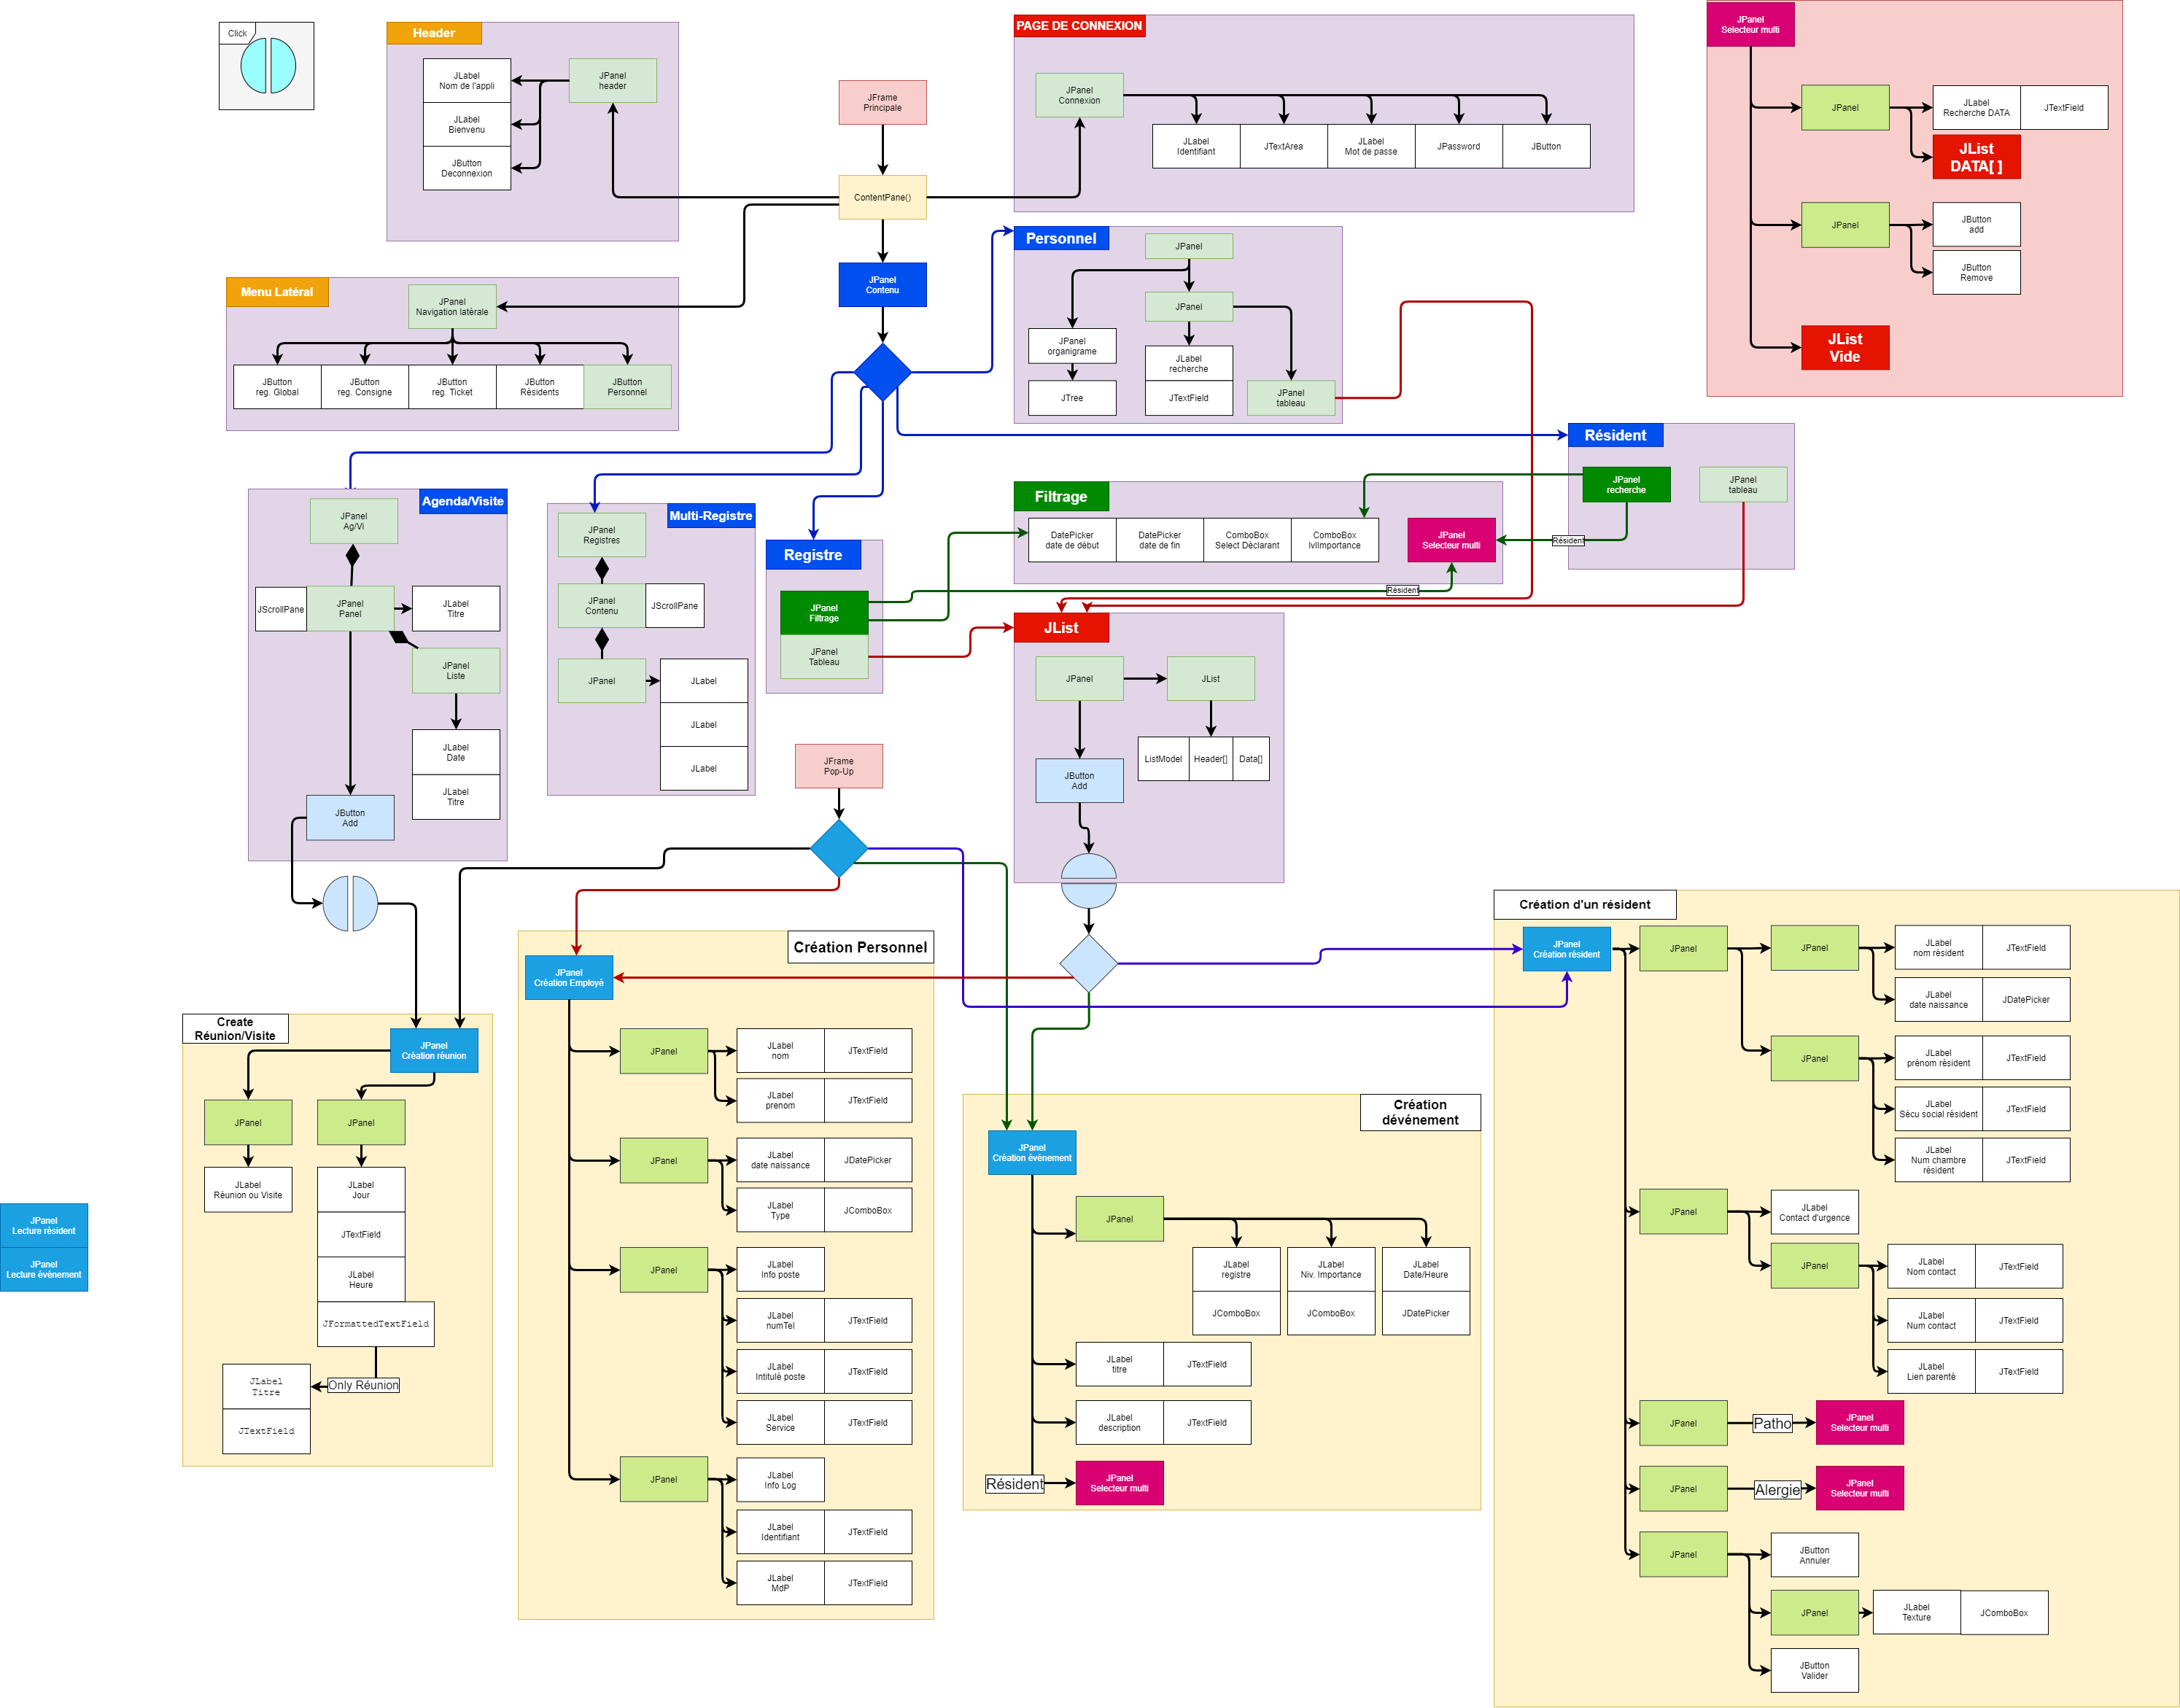 Click
Header
JLabel
Nom de l'appli
JLabel
Bienvenu
JButton
Deconnexion
JPanel
header
JFrame
Principale
ContentPane()
JPanel
Contenu
PAGE DE CONNEXION
JPanel
Connexion
JLabel
Identifiant
JTextArea
JLabel
Mot de passe
JPassword
JButton
JPanel
Selecteur multi
JPanel
JLabel
Recherche DATA
JTextField
JList
DATA[ ]
JPanel
JButton
add
JButton
Remove
JList
Vide
Menu Latéral
JPanel
Navigation latérale
JButton
reg. Global
JButton
reg. Consigne
JButton
reg. Ticket
JButton
Résidents
JButton
Personnel
Personnel
JPanel
JPanel
JPanel
organigrame
JTree
JLabel
recherche
JTextField
JPanel
tableau
Résident
JPanel
recherche
JPanel
tableau
Résident
Filtrage
DatePicker
date de début
DatePicker
date de fin
ComboBox
Select Déclarant
ComboBox
lvlImportance
JPanel
Selecteur multi
Résident
Agenda/Visite
JPanel
Ag/Vi
JScrollPane
JPanel
Panel
JLabel
Titre
JPanel
Liste
JLabel
Date
JLabel
Titre
JButton
Add
Multi-Registre
JPanel
Registres
JPanel
Contenu
JScrollPane
JPanel
JLabel
JLabel
JLabel
Registre
JPanel
Filtrage
JPanel
Tableau
JList
JPanel
JList
ListModel
Header[]
Data[]
JButton
Add
JFrame
Pop-Up
Create
Réunion/Visite
JPanel
Création réunion
JPanel
JPanel
JLabel
Réunion ou Visite
JLabel
Jour
JTextField
JLabel
Heure
JFormattedTextField
Only Réunion
JLabel
Titre
JTextField
JPanel
Lecture résident
JPanel
Lecture évènement
Création Personnel
JPanel
Création Employé
JPanel
JLabel
nom
JTextField
JLabel
prenom
JTextField
JPanel
JLabel
date naissance
JDatePicker
JLabel
Type
JComboBox
JPanel
JLabel
Info poste
JLabel
numTel
JTextField
JLabel
Intitulé poste
JTextField
JLabel
Service
JTextField
JPanel
JLabel
Info Log
JLabel
Identifiant
JTextField
JLabel
MdP
JTextField
Création
dévénement
JPanel
Création évènement
JPanel
JLabel
registre
JComboBox
JLabel
Niv. Importance
JComboBox
JLabel
Date/Heure
JDatePicker
JLabel
titre
JTextField
JLabel
description
JTextField
Résident
JPanel
Selecteur multi
Création d'un résident
JPanel
Création résident
JPanel
JPanel
JLabel
nom résident
JTextField
JLabel
date naissance
JDatePicker
JPanel
JLabel
prénom résident
JTextField
JLabel
Sécu social résident
JTextField
JLabel
Num chambre
résident
JTextField
JPanel
JLabel
Contact d'urgence
JPanel
JLabel
Nom contact
JTextField
JLabel
Num contact
JTextField
JLabel
Lien parenté
JTextField
JPanel
Patho
JPanel
Selecteur multi
JPanel
Alergie
JPanel
Selecteur multi
JPanel
JButton
Annuler
JPanel
JLabel
Texture
JComboBox
JButton
Valider